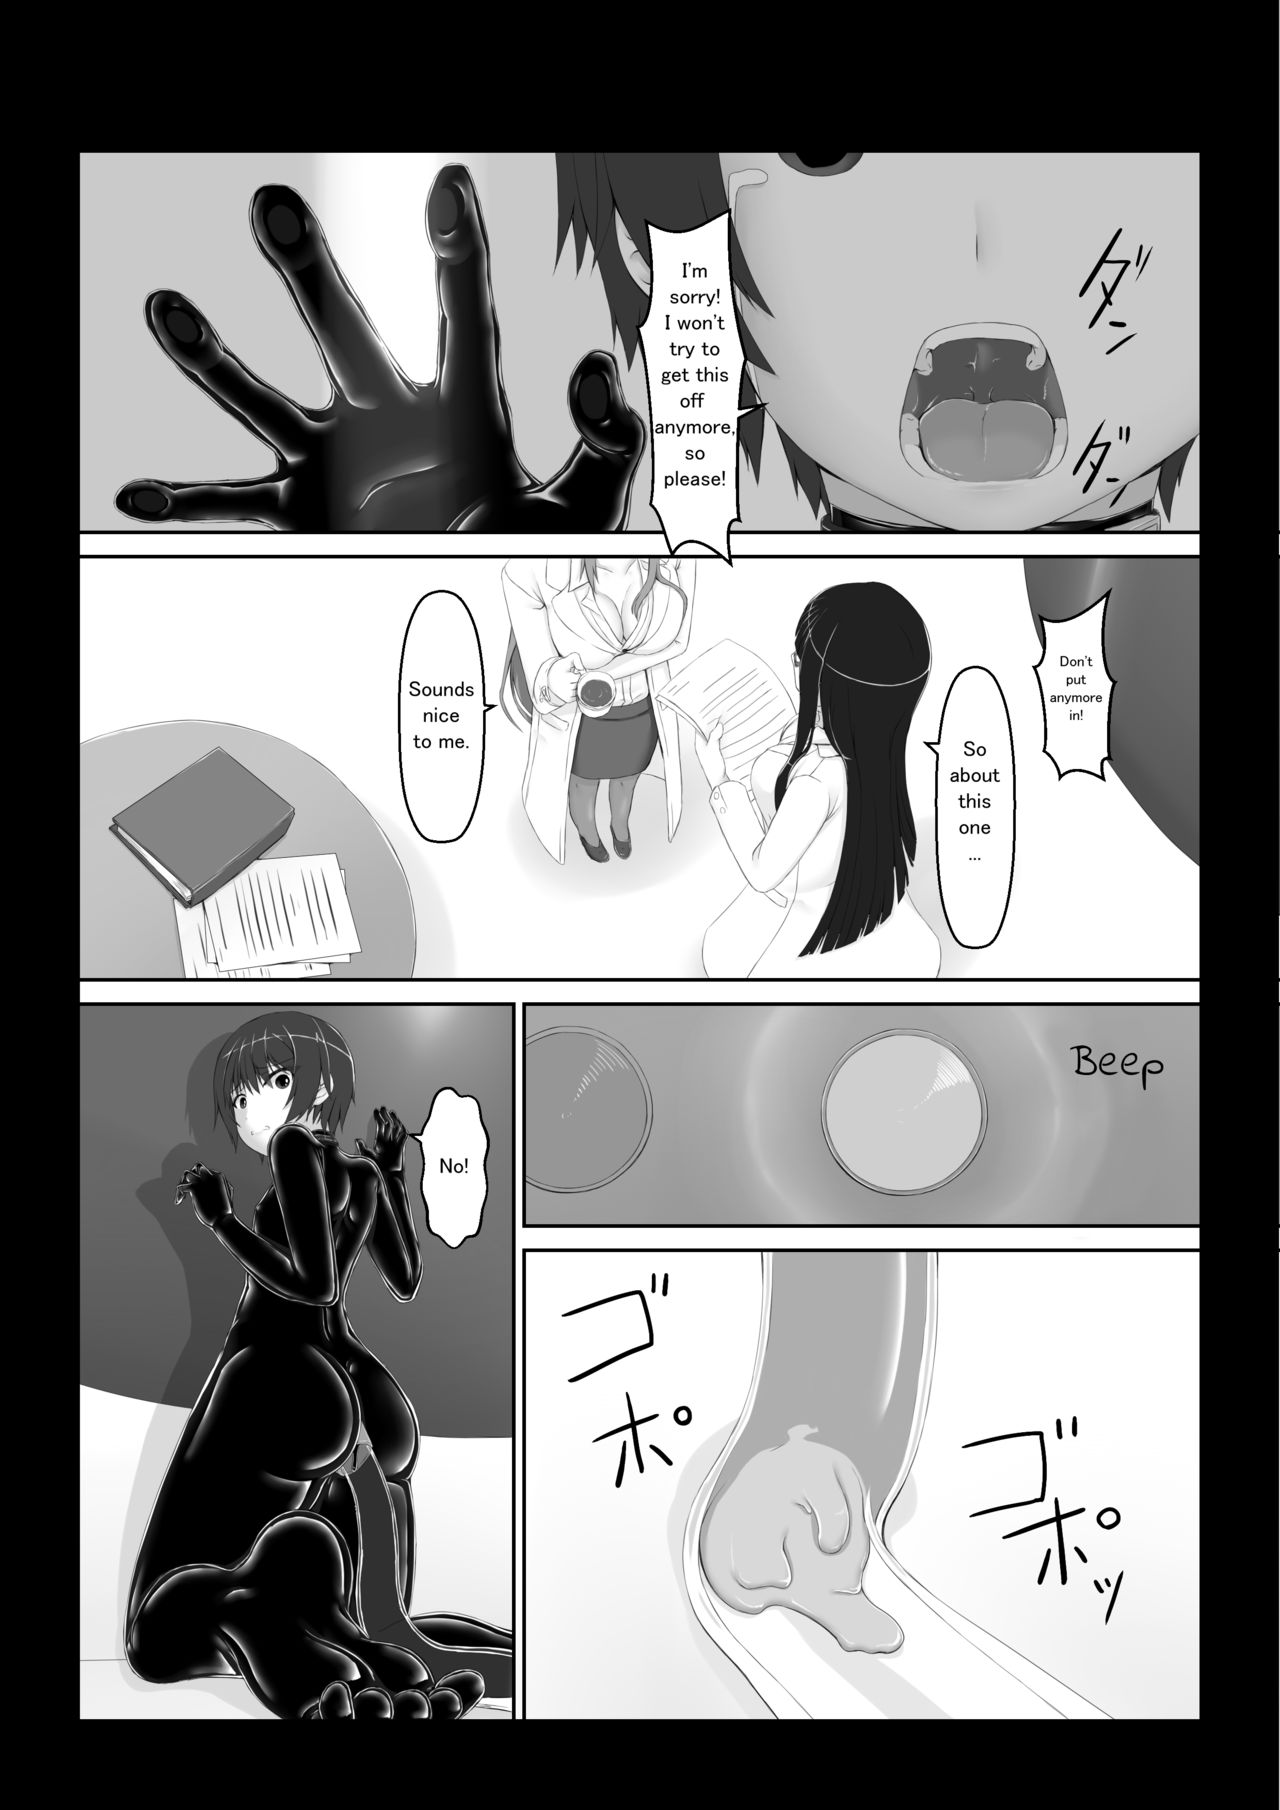 ダン
ダン
I'm
sorry!
I won't
try to
get this
off
anymore,
so
please!
Don't
put
anymore
in!
So
about
this
one
...
Sounds
nice
to me.
Beep
No!
ゴポ
ゴポッ